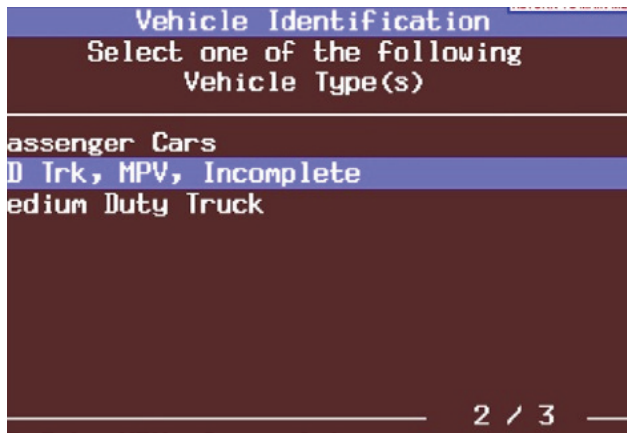 Vehicle Identification
Select one of the following
Vehicle Type(s)
assenger Cars
D Trk, MPV, Incomplete
edium Duty Truck
2 / 3